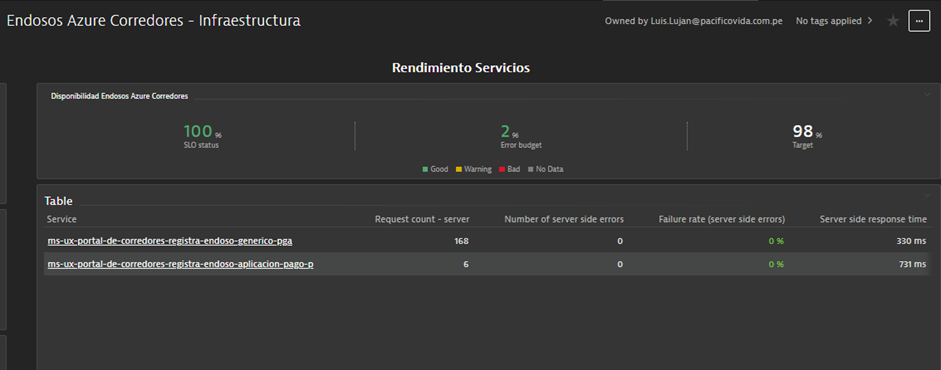 Endosos Azure Corredores - Infraestructura
Owned by Luis.Lujan@pacificovida.com.pe
No tags applied
Rendimiento Servicios
Disponibilidad Endosos Azure Corredores
100 %
SLO status
2 %
Error budget
98 %
Target
Good Warning Bad No Data
Table
Service Request count - server Number of server side errors Failure rate (server side errors) Server side response time
ms-ux-portal-de-corredores-registra-endoso-generico-pga 168 0 0 % 330 ms
ms-ux-portal-de-corredores-registra-endoso-aplicacion-pago-p 6 0 0 % 731 ms